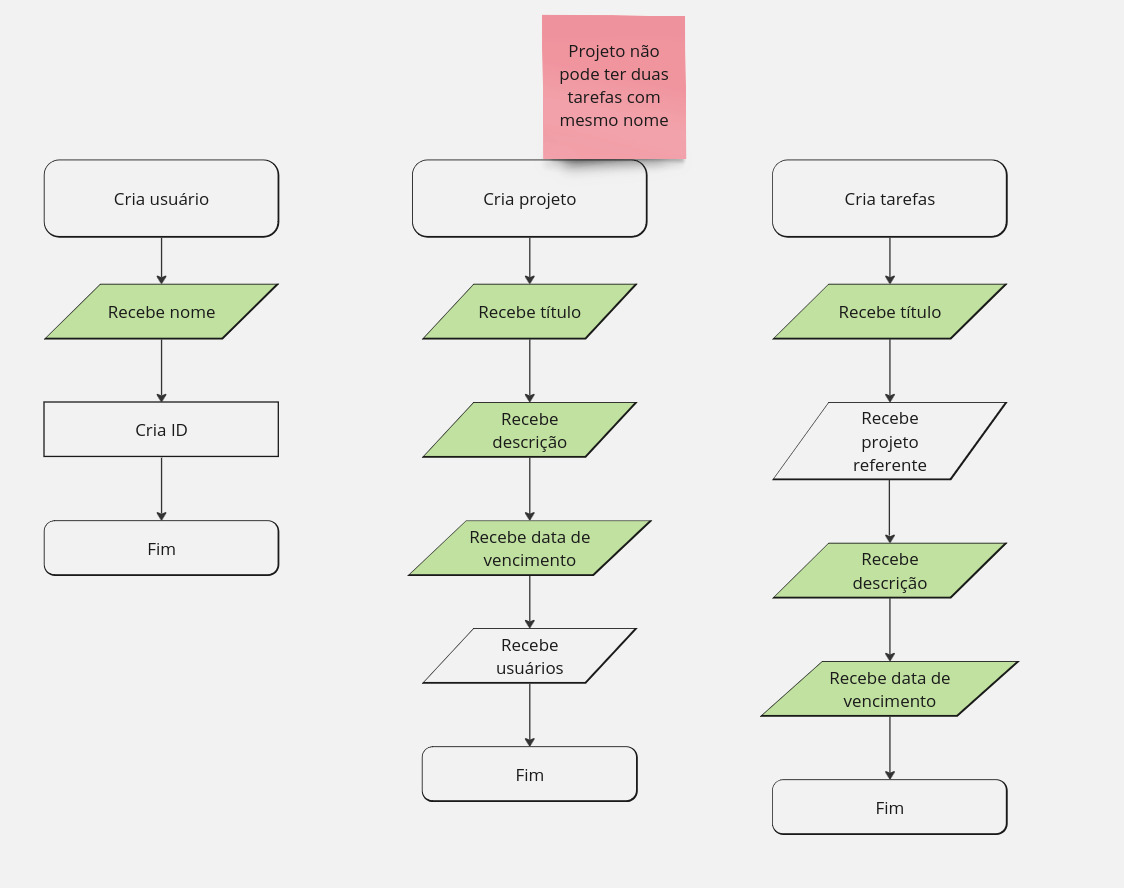 Projeto não
pode ter duas
tarefas com
mesmo nome
Cria usuário
Recebe nome
Cria ID
Fim
Cria projeto
Recebe título
Recebe
descrição
Recebe data de
vencimento
Recebe
usuários
Fim
Cria tarefas
Recebe título
Recebe
projeto
referente
Recebe
descrição
Recebe data de
vencimento
Fim